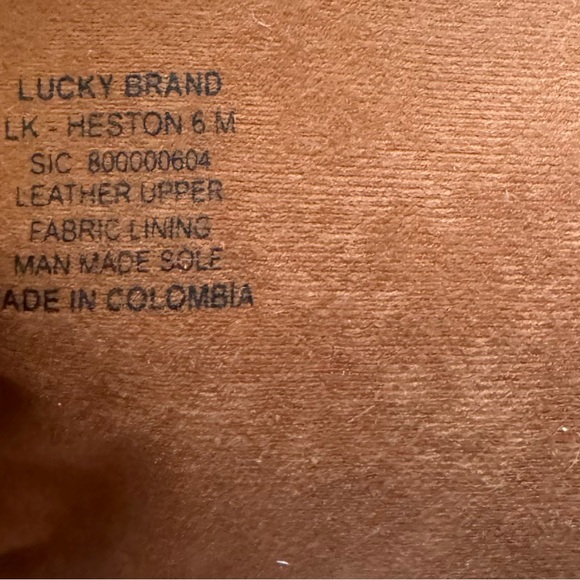 LUCKY BRAND
LK - HESTON 6 M
SIC 800000604
LEATHER UPPER
FABRIC LINING
MAN MADE SOLE
ADE IN COLOMBIA